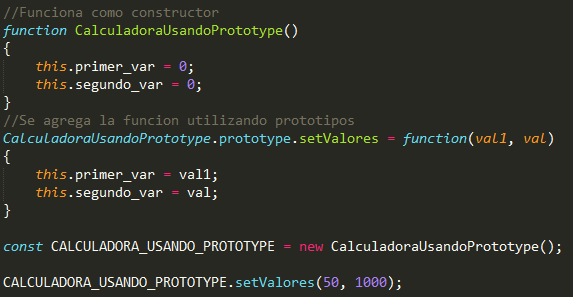 //Funciona como constructor
function CalculadoraUsandoPrototype()
{
    this.primer_var = 0;
    this.segundo_var = 0;
}
//Se agrega la funcion utilizando prototipos
CalculadoraUsandoPrototype.prototype.setValores = function(val1, val)
{
    this.primer_var = val1;
    this.segundo_var = val;
}

const CALCULADORA_USANDO_PROTOTYPE = new CalculadoraUsandoPrototype();

CALCULADORA_USANDO_PROTOTYPE.setValores(50, 1000);